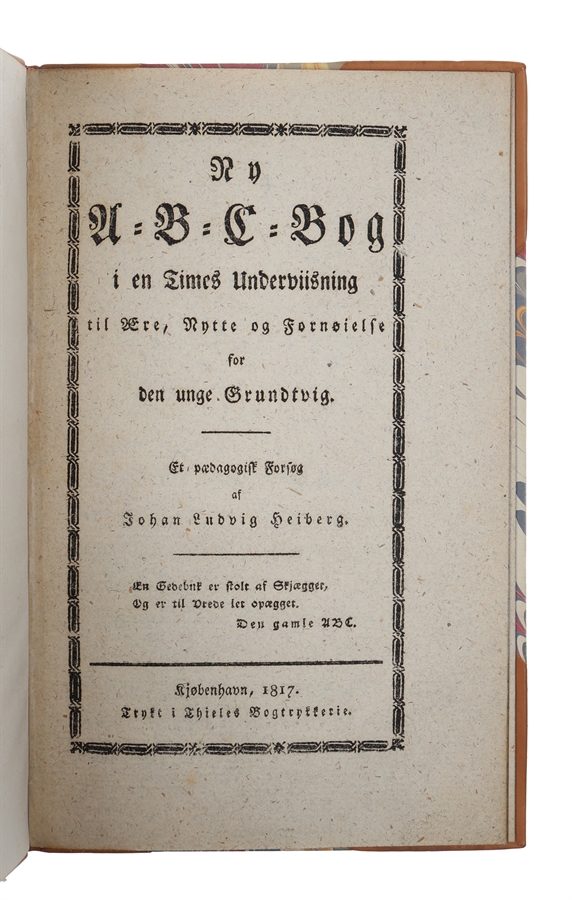 Ny
A-B-C-Bog
i en Times Underviisning
til Ære, Nytte og Fornøielse
for
den unge Grundtvig.
Et pædagogisk Forsøg
af
Johan Ludvig Heiberg.
En Gedebuk er stolt af Skjægget,
Og er til Vrede let opægget.
Den gamle ABC.
Kjøbenhavn, 1817.
Trykt i Thieles Bogtrykkerie.